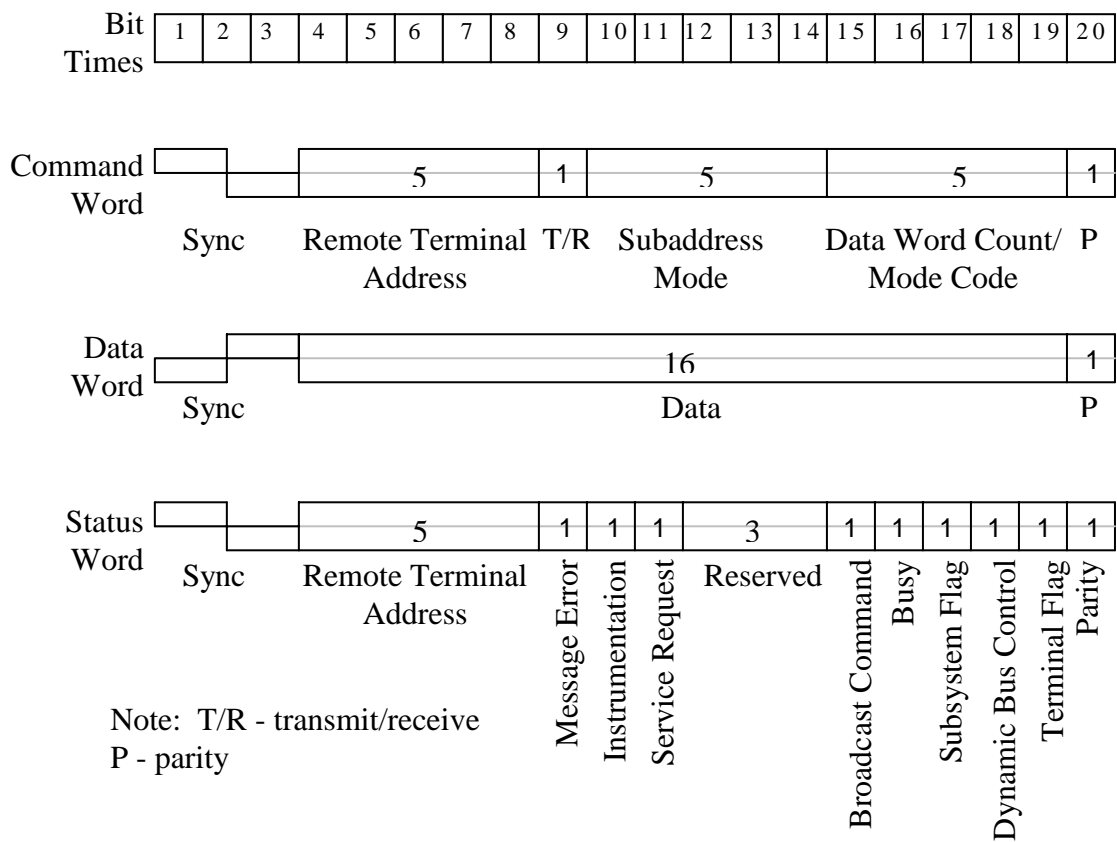 Bit Times
1 2 3 4 5 6 7 8 9 10 11 12 13 14 15 16 17 18 19 20
Command Word
5 1 5 5 1
Sync
Remote Terminal Address
T/R
Subaddress Mode
Data Word Count/ Mode Code
P
Data Word
16 1
Sync
Data
P
Status Word
5 1 1 1 3 1 1 1 1 1 1
Sync
Remote Terminal Address
Message Error
Instrumentation
Service Request
Reserved
Broadcast Command
Busy
Subsystem Flag
Dynamic Bus Control
Terminal Flag
Parity
Note: T/R - transmit/receive
P - parity